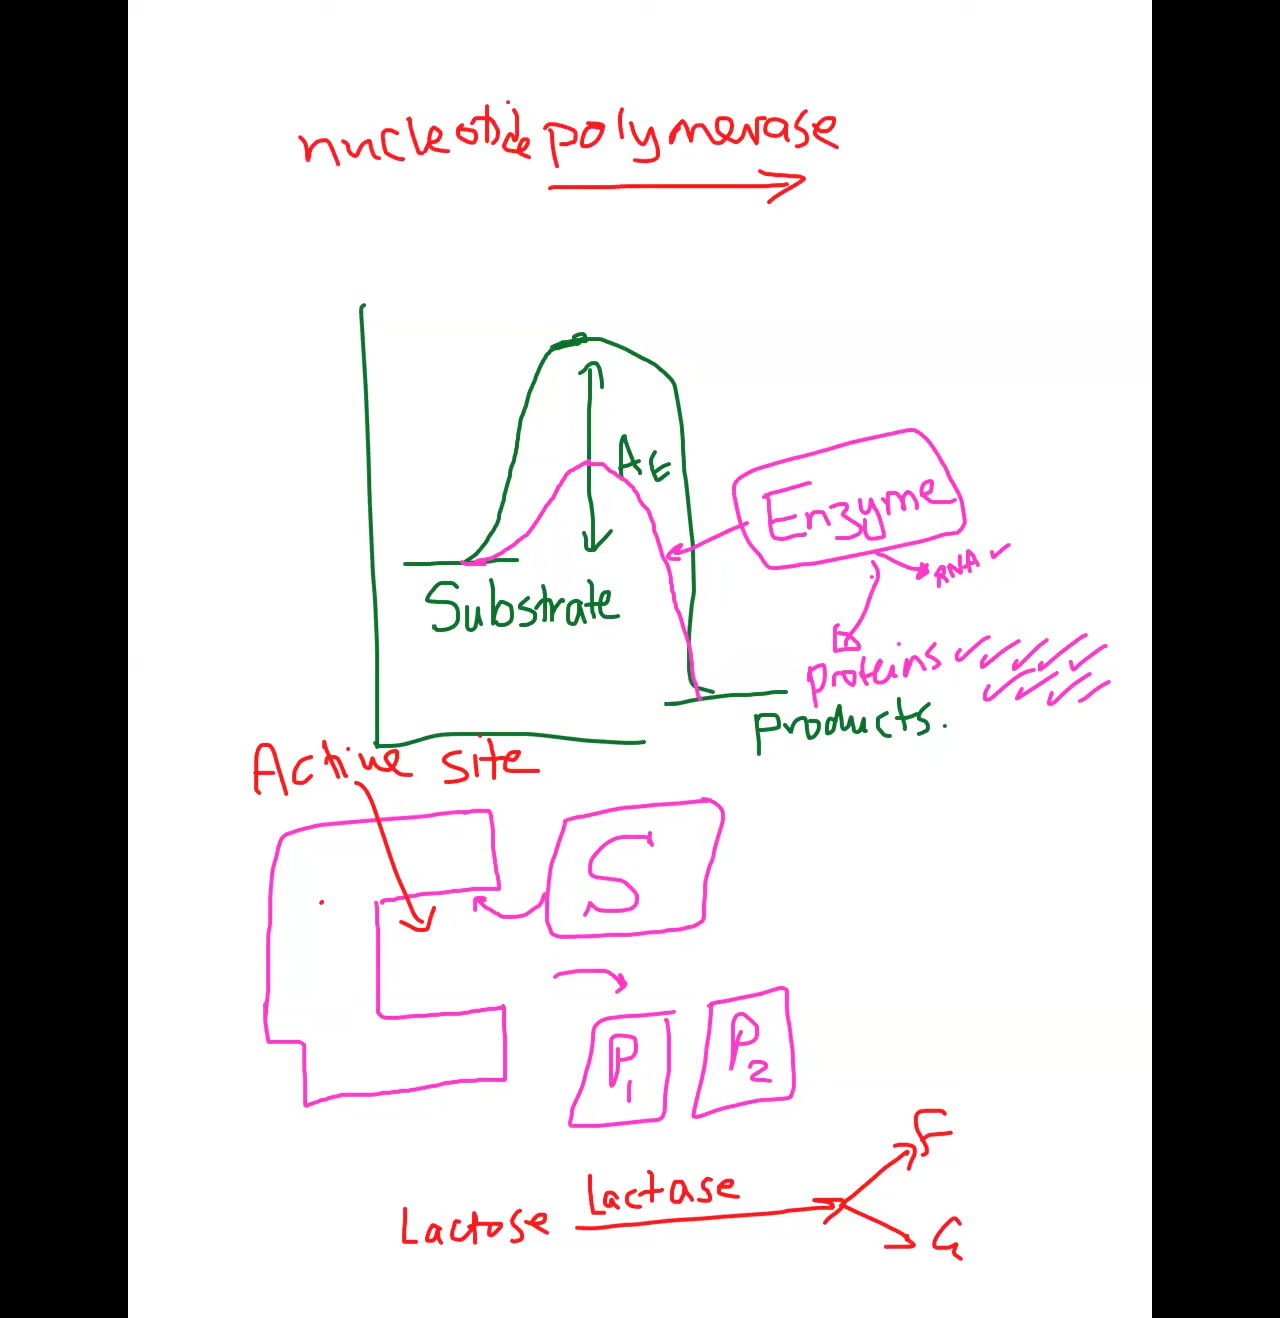 nucleotide polymerase
AE
Enzyme
RNA
Substrate
proteins
products.
Active site
S
P1
P2
F
Lactase
Lactose
G